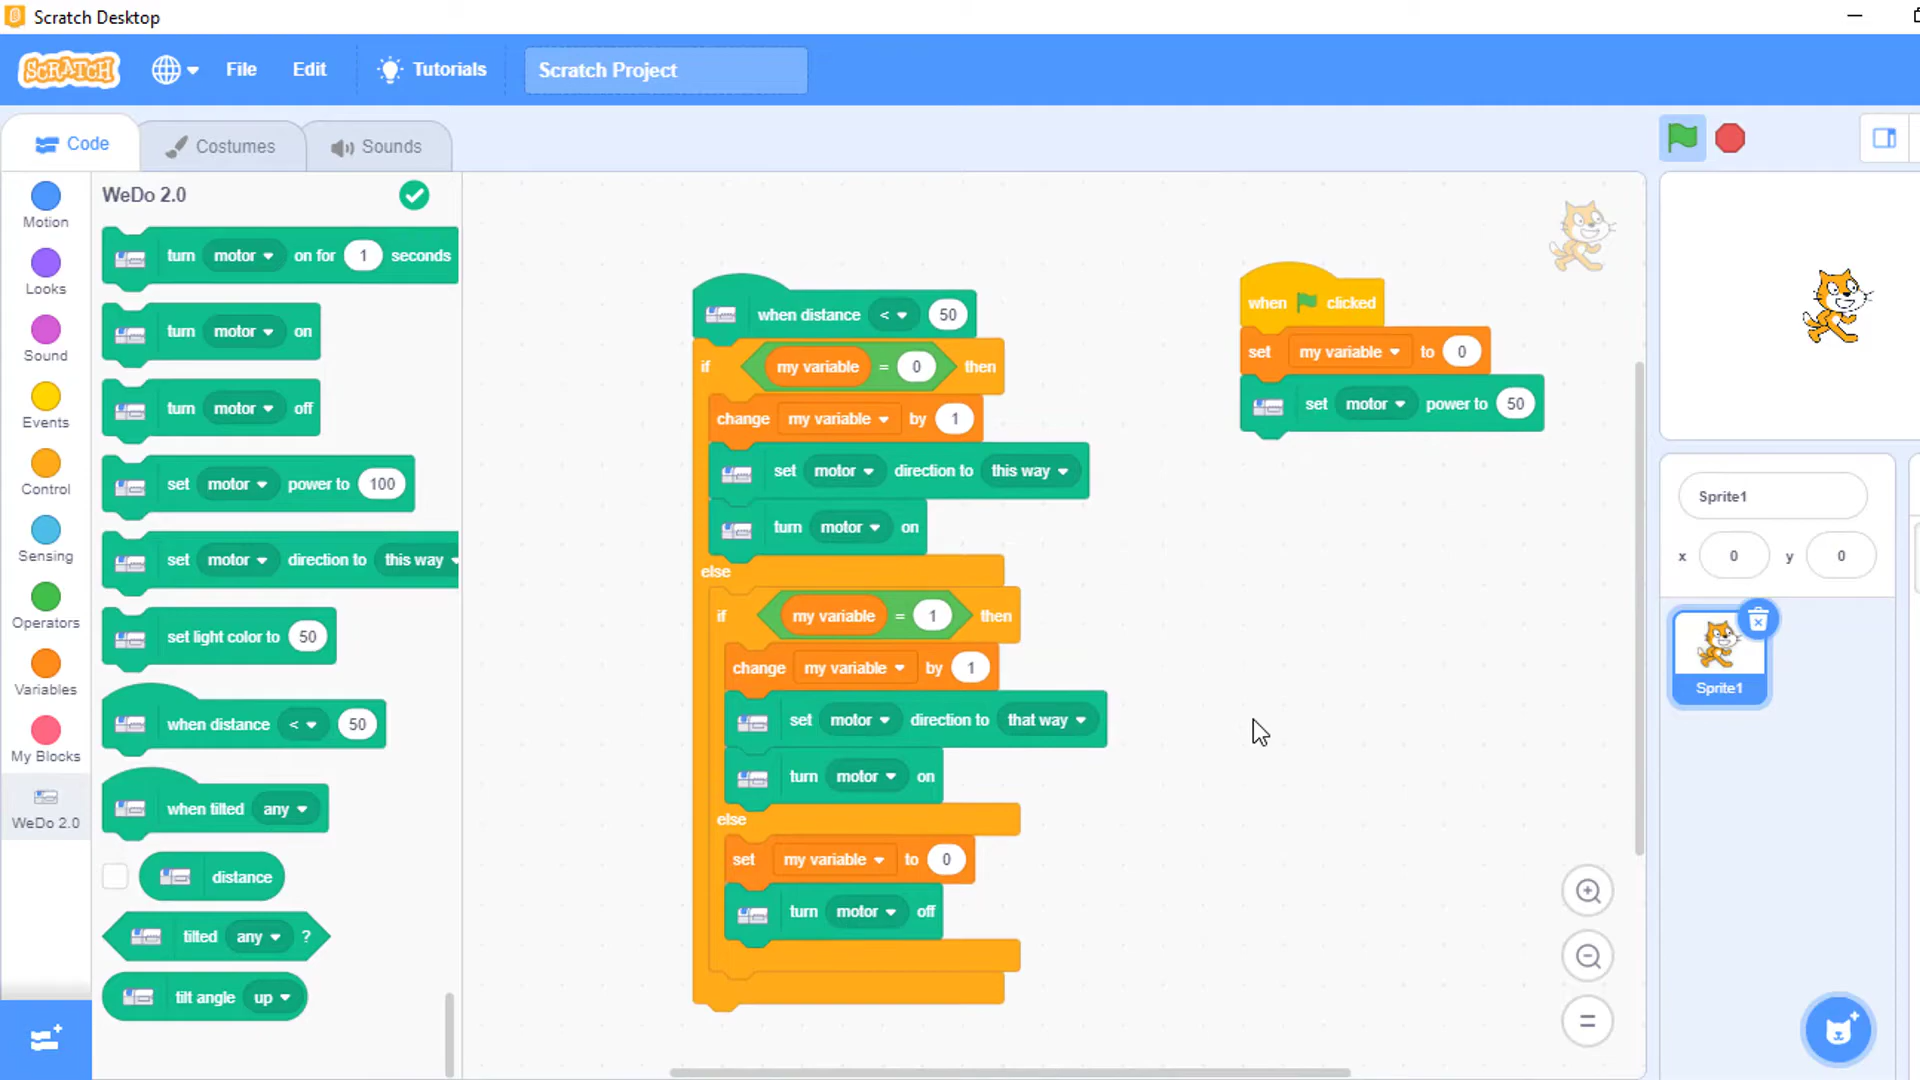 Scratch Desktop
SCRATCH
File
Edit
Tutorials
Scratch Project
Code
Costumes
Sounds
Motion
Looks
Sound
Events
Control
Sensing
Operators
Variables
My Blocks
WeDo 2.0
WeDo 2.0
turn motor on for 1 seconds
turn motor on
turn motor off
set motor power to 100
set motor direction to this way
set light color to 50
when distance < 50
when tilted any
distance
tilted any ?
tilt angle up
when distance < 50
if my variable = 0 then
change my variable by 1
set motor direction to this way
turn motor on
else
if my variable = 1 then
change my variable by 1
set motor direction to that way
turn motor on
else
set my variable to 0
turn motor off
when clicked
set my variable to 0
set motor power to 50
Sprite1
x 0 y 0
Sprite1